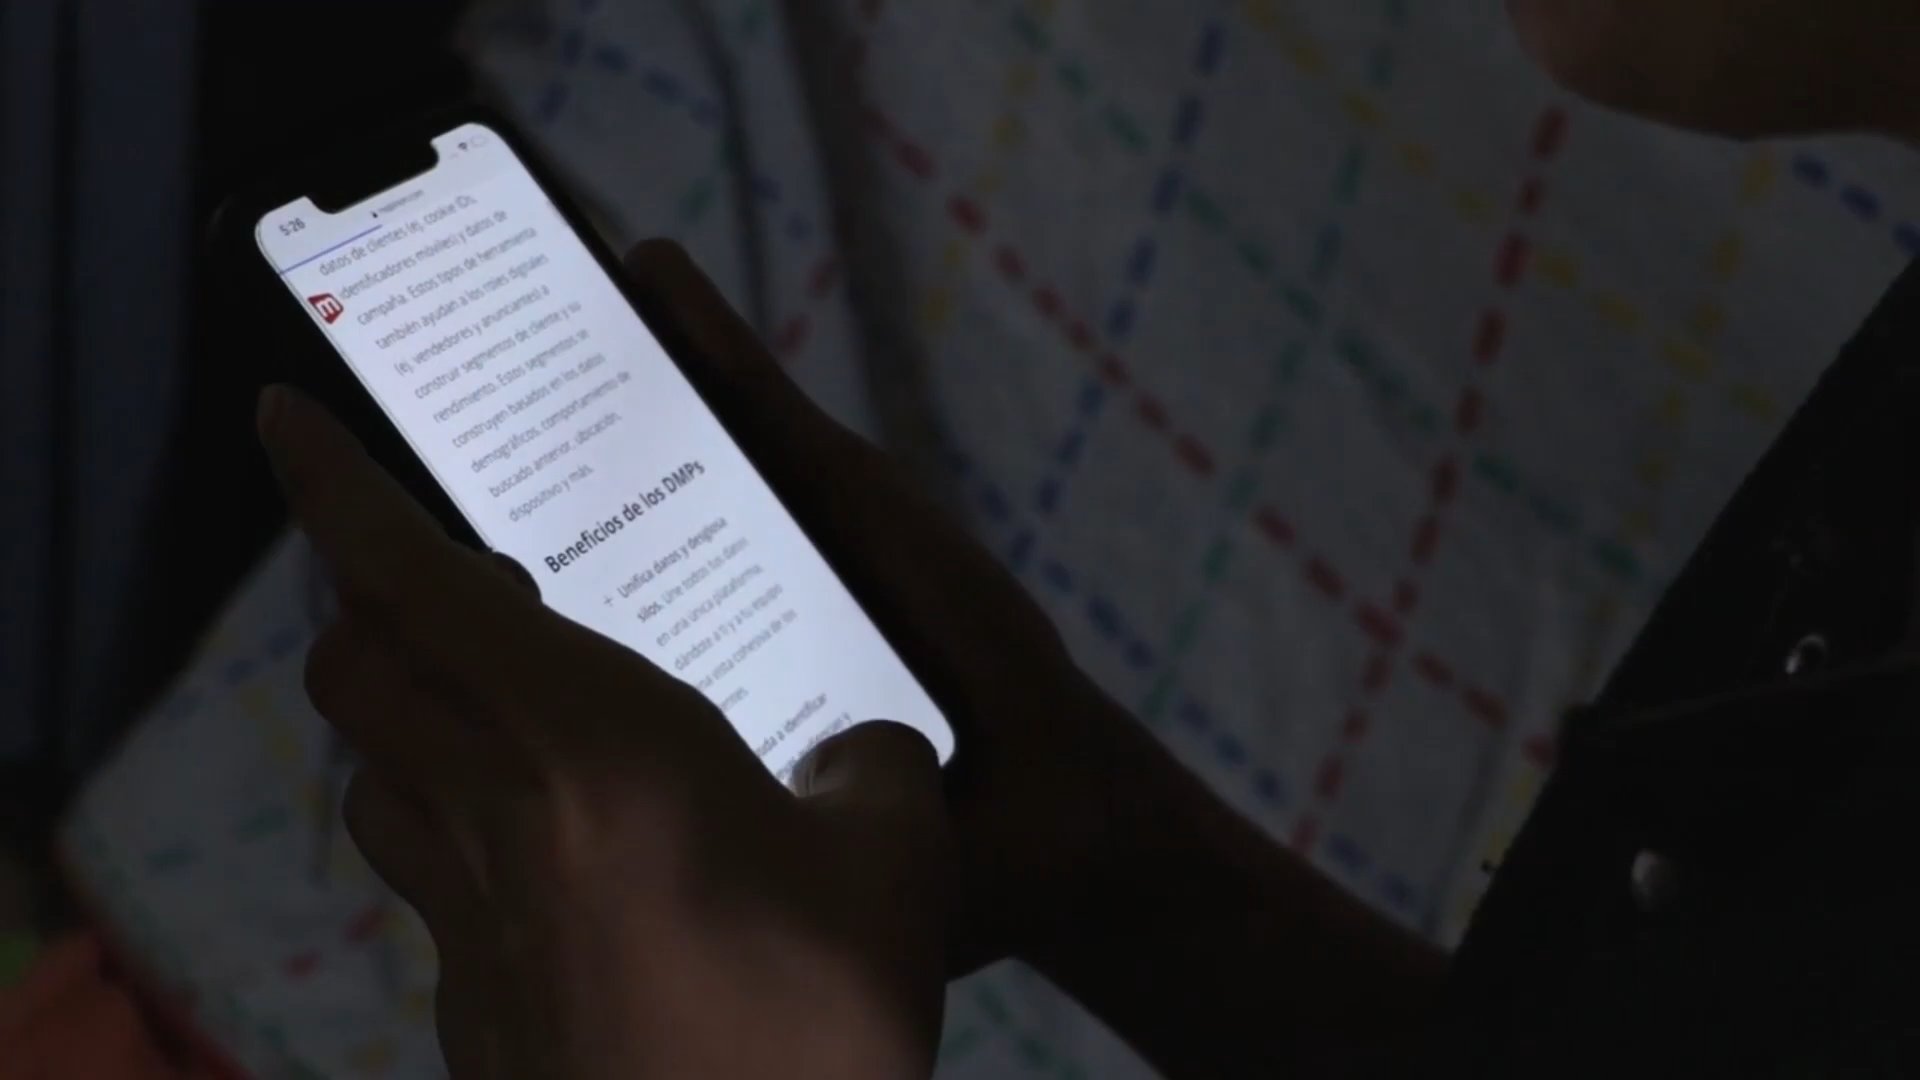 5:26
datos de clientes (ej. cookie IDs,
identificadores móviles) y datos de
campaña. Estos tipos de herramienta
también ayudan a los roles digitales
(ej. vendedores y anunciantes) a
construir segmentos de cliente y su
rendimiento. Estos segmentos se
construyen basados en los datos
demográficos, comportamiento de
buscado anterior, ubicación,
dispositivo y más.
Beneficios de los DMPs
+ Unifica datos y desglosa
silos. Une todos tus datos
en una única plataforma
dándote a ti y a tu equipo
una vista cohesiva de los
a identificar
y